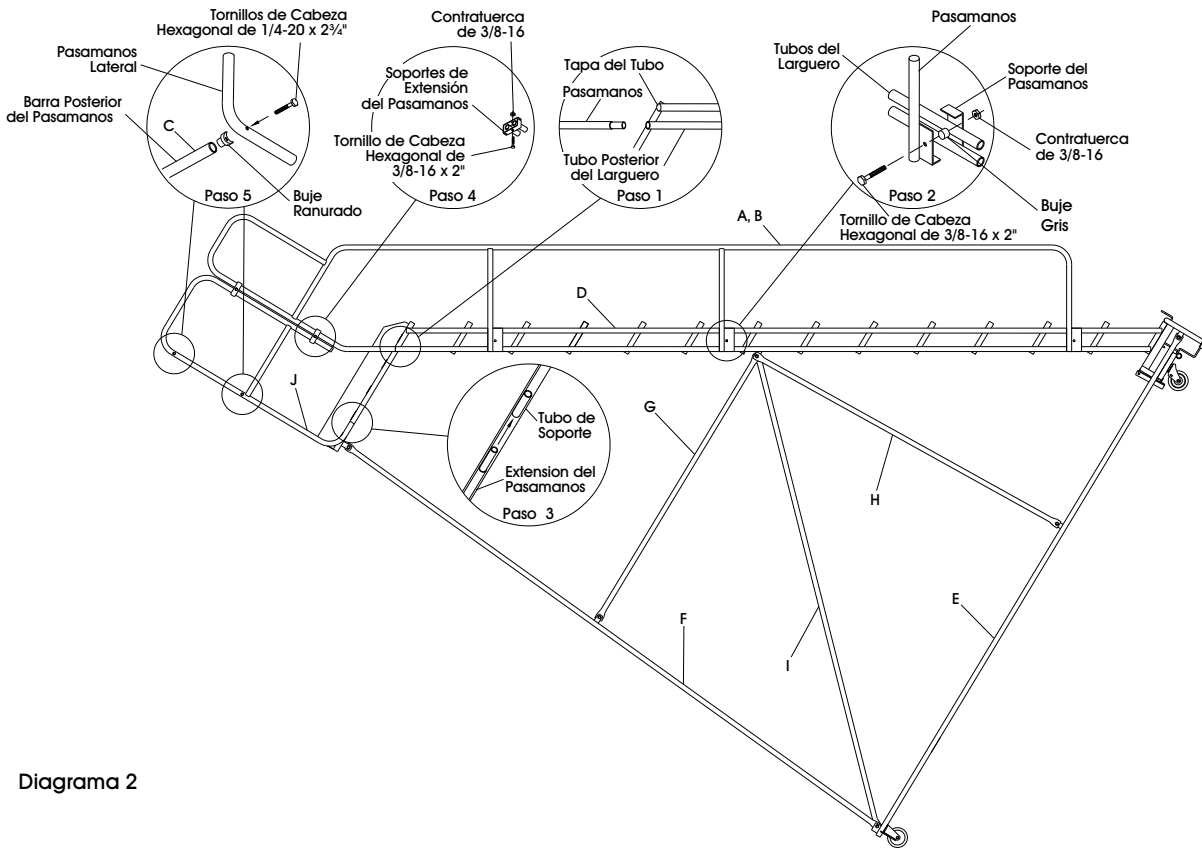 Tornillos de Cabeza
Hexagonal de 1/4-20 x 2¾"
Pasamanos
Lateral
Barra Posterior
del Pasamanos
C
Buje
Ranurado
Paso 5
Contratuerca
de 3/8-16
Soportes de
Extensión
del Pasamanos
Tornillo de Cabeza
Hexagonal de
3/8-16 x 2"
Paso 4
Tapa del Tubo
Pasamanos
Tubo Posterior
del Larguero
Paso 1
Pasamanos
Tubos del
Larguero
Soporte del
Pasamanos
Contratuerca
de 3/8-16
Buje
Gris
Paso 2
Tornillo de Cabeza
Hexagonal de 3/8-16 x 2"
A, B
D
J
Tubo de
Soporte
Extension del
Pasamanos
Paso 3
G
H
E
F
I
Diagrama 2